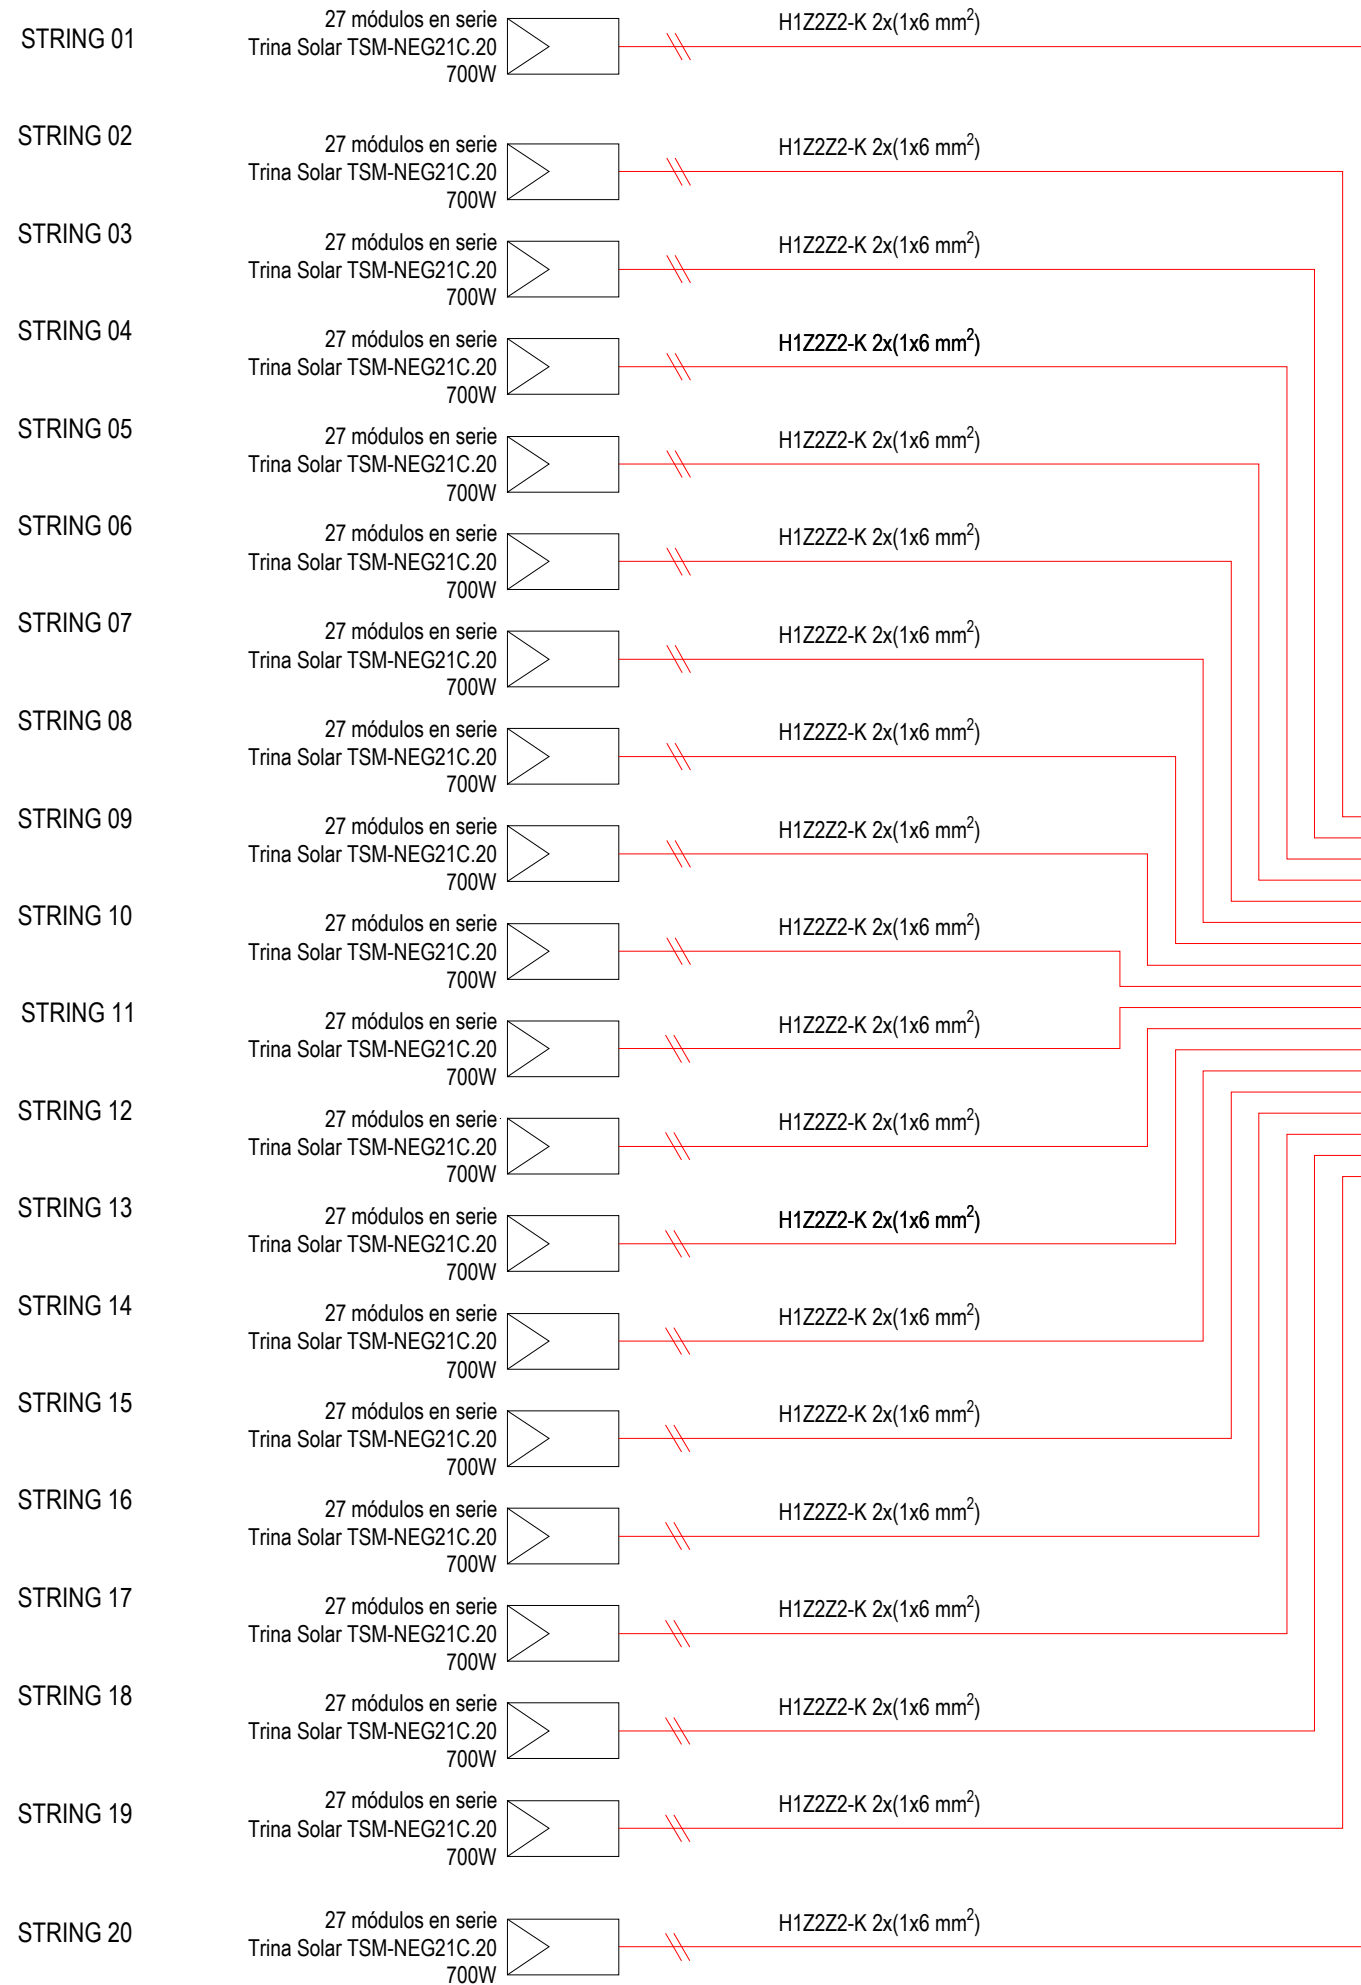 STRING 01
27 módulos en serie
Trina Solar TSM-NEG21C.20
700W
H1Z2Z2-K 2x(1x6 mm²)
STRING 02
27 módulos en serie
Trina Solar TSM-NEG21C.20
700W
H1Z2Z2-K 2x(1x6 mm²)
STRING 03
27 módulos en serie
Trina Solar TSM-NEG21C.20
700W
H1Z2Z2-K 2x(1x6 mm²)
STRING 04
27 módulos en serie
Trina Solar TSM-NEG21C.20
700W
H1Z2Z2-K 2x(1x6 mm²)
STRING 05
27 módulos en serie
Trina Solar TSM-NEG21C.20
700W
H1Z2Z2-K 2x(1x6 mm²)
STRING 06
27 módulos en serie
Trina Solar TSM-NEG21C.20
700W
H1Z2Z2-K 2x(1x6 mm²)
STRING 07
27 módulos en serie
Trina Solar TSM-NEG21C.20
700W
H1Z2Z2-K 2x(1x6 mm²)
STRING 08
27 módulos en serie
Trina Solar TSM-NEG21C.20
700W
H1Z2Z2-K 2x(1x6 mm²)
STRING 09
27 módulos en serie
Trina Solar TSM-NEG21C.20
700W
H1Z2Z2-K 2x(1x6 mm²)
STRING 10
27 módulos en serie
Trina Solar TSM-NEG21C.20
700W
H1Z2Z2-K 2x(1x6 mm²)
STRING 11
27 módulos en serie
Trina Solar TSM-NEG21C.20
700W
H1Z2Z2-K 2x(1x6 mm²)
STRING 12
27 módulos en serie
Trina Solar TSM-NEG21C.20
700W
H1Z2Z2-K 2x(1x6 mm²)
STRING 13
27 módulos en serie
Trina Solar TSM-NEG21C.20
700W
H1Z2Z2-K 2x(1x6 mm²)
STRING 14
27 módulos en serie
Trina Solar TSM-NEG21C.20
700W
H1Z2Z2-K 2x(1x6 mm²)
STRING 15
27 módulos en serie
Trina Solar TSM-NEG21C.20
700W
H1Z2Z2-K 2x(1x6 mm²)
STRING 16
27 módulos en serie
Trina Solar TSM-NEG21C.20
700W
H1Z2Z2-K 2x(1x6 mm²)
STRING 17
27 módulos en serie
Trina Solar TSM-NEG21C.20
700W
H1Z2Z2-K 2x(1x6 mm²)
STRING 18
27 módulos en serie
Trina Solar TSM-NEG21C.20
700W
H1Z2Z2-K 2x(1x6 mm²)
STRING 19
27 módulos en serie
Trina Solar TSM-NEG21C.20
700W
H1Z2Z2-K 2x(1x6 mm²)
STRING 20
27 módulos en serie
Trina Solar TSM-NEG21C.20
700W
H1Z2Z2-K 2x(1x6 mm²)